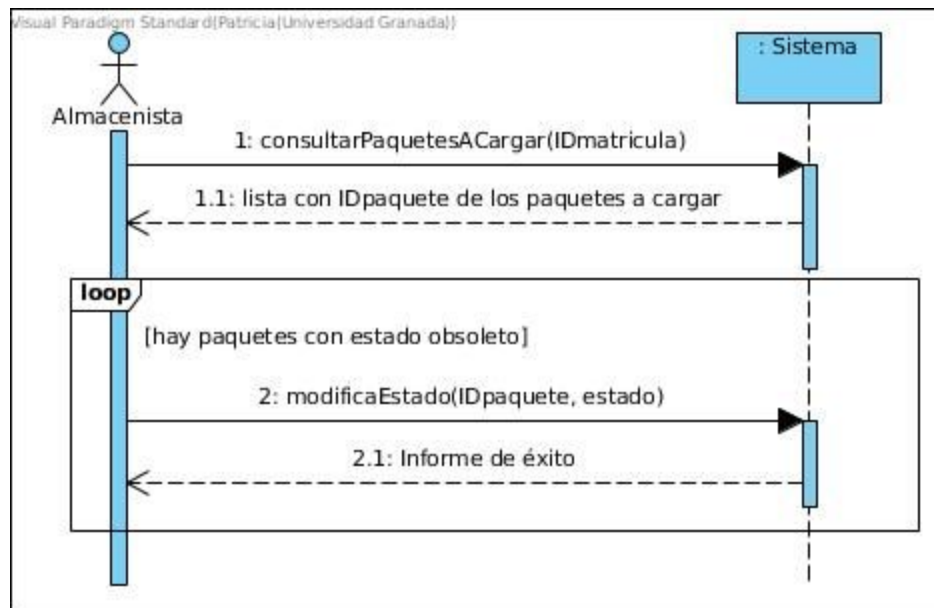 Visual Paradigm Standard(Patricia(Universidad Granada))
: Sistema
Almacenista
1: consultarPaquetesACargar(IDmatricula)
1.1: lista con IDpaquete de los paquetes a cargar
loop
[hay paquetes con estado obsoleto]
2: modificaEstado(IDpaquete, estado)
2.1: Informe de éxito